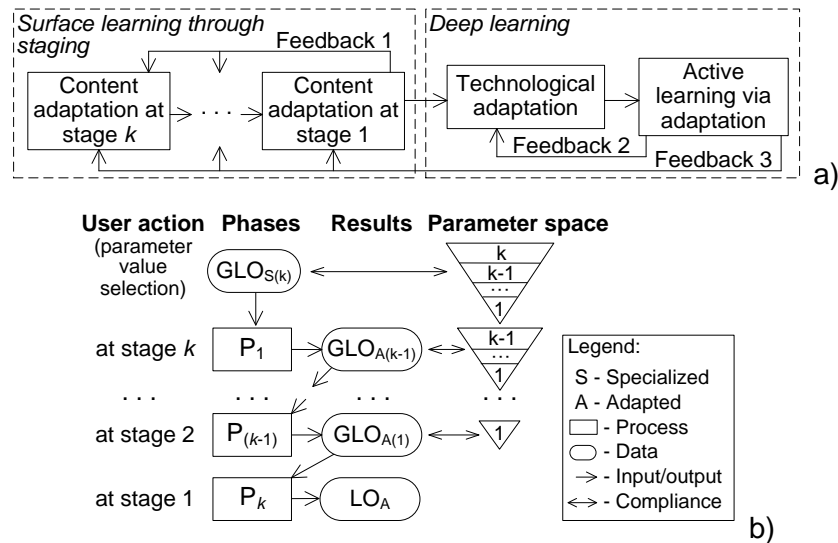 Surface learning through
staging
Deep learning
Feedback 1
Content
adaptation at
stage k
· · ·
Content
adaptation at
stage 1
Technological
adaptation
Active
learning via
adaptation
Feedback 2
Feedback 3
a)
User action
Phases
Results
Parameter space
(parameter
value
selection)
GLOS(k)
k
k-1
...
1
at stage k
P1
GLOA(k-1)
k-1
...
1
. . .
. . .
. . .
. . .
at stage 2
P(k-1)
GLOA(1)
1
at stage 1
Pk
LOA
Legend:
S - Specialized
A - Adapted
- Process
- Data
- Input/output
- Compliance
b)